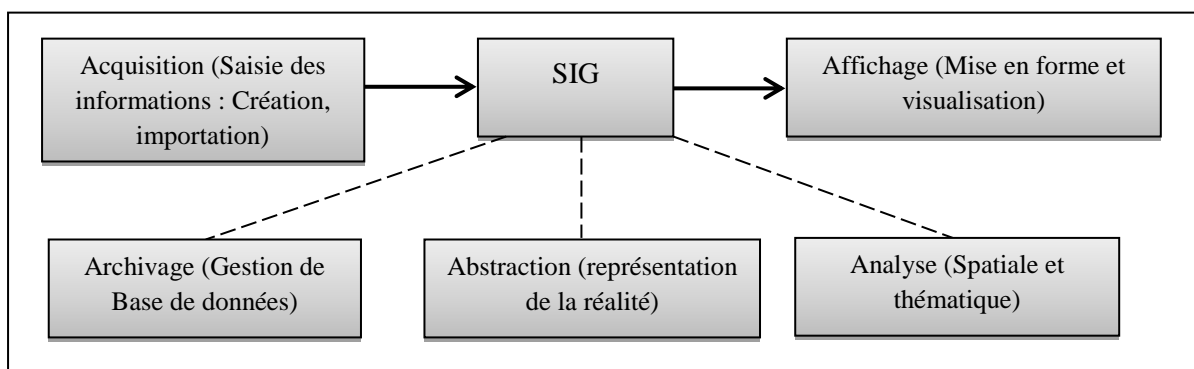 Acquisition (Saisie des
informations : Création,
importation)
SIG
Affichage (Mise en forme et
visualisation)
Archivage (Gestion de
Base de données)
Abstraction (représentation
de la réalité)
Analyse (Spatiale et
thématique)